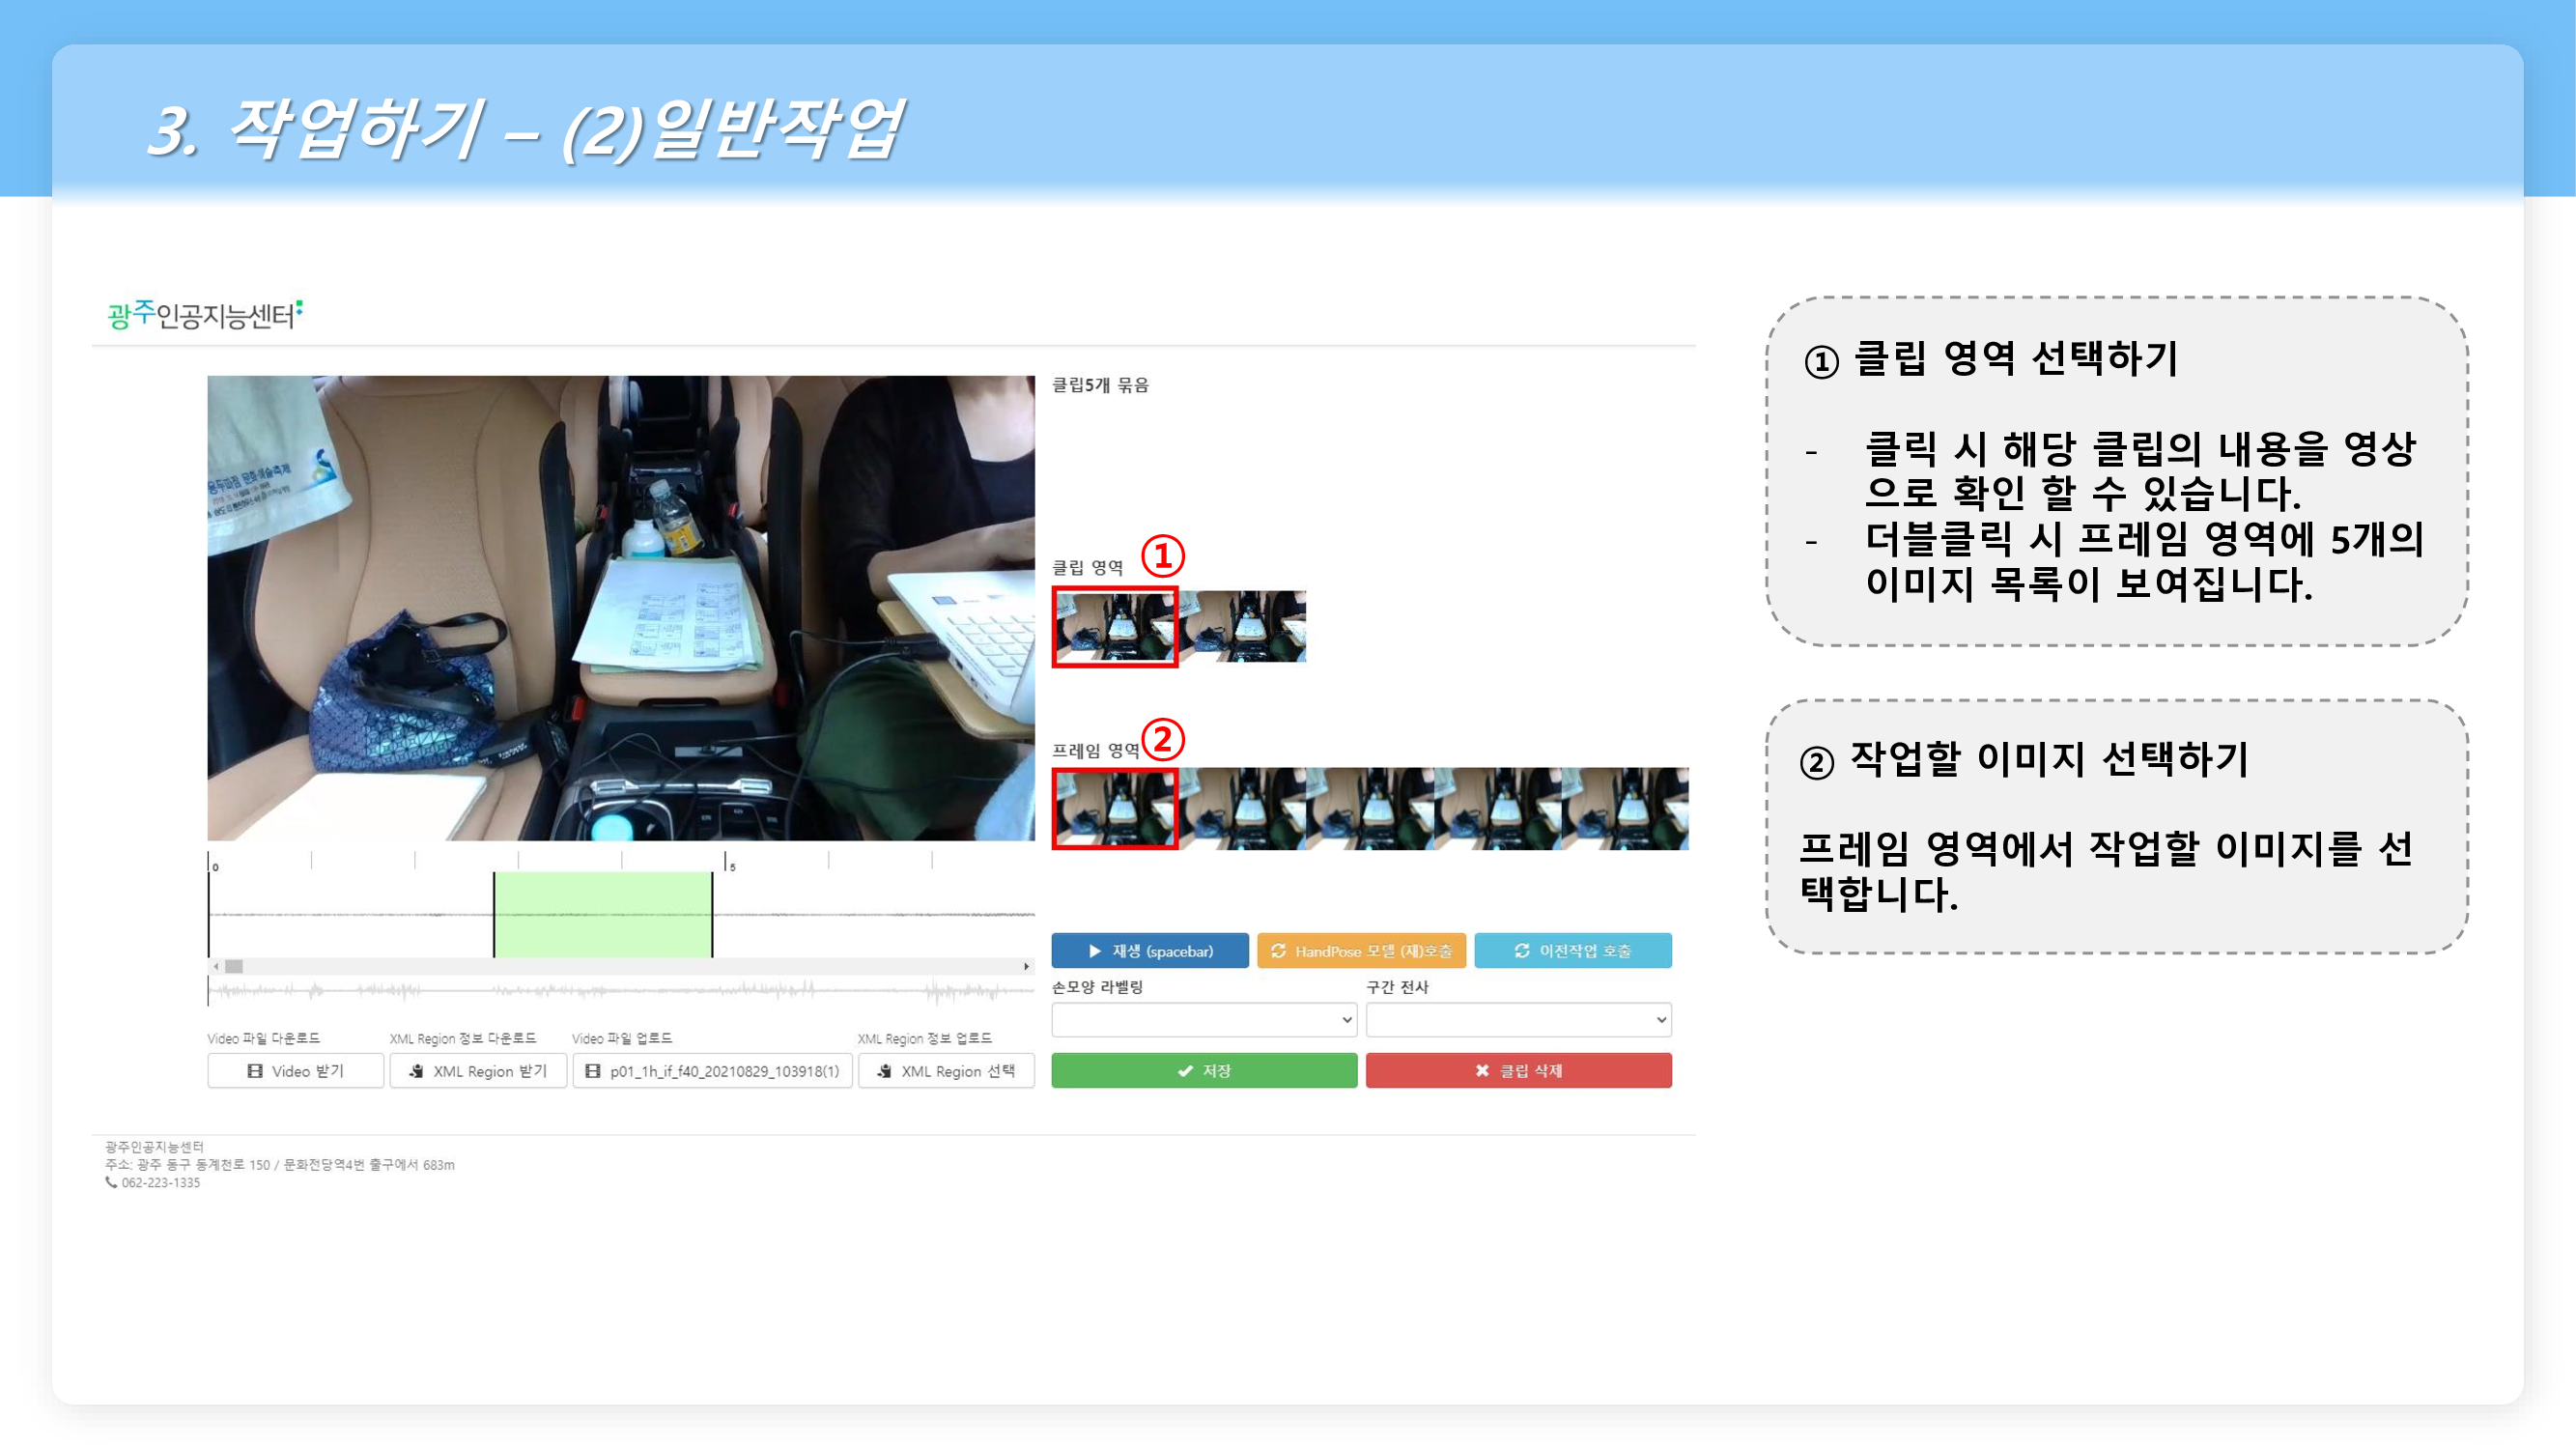 3. 작업하기 – (2)일반작업
광주인공지능센터
클립5개 묶음
클립 영역 ①
프레임 영역 ②
0
5
▶ 재생 (spacebar)
HandPose 모델 (재)호출
이전작업 호출
손모양 라벨링
구간 전사
Video 파일 다운로드
XML Region 정보 다운로드
Video 파일 업로드
XML Region 정보 업로드
Video 받기
XML Region 받기
p01_1h_if_f40_20210829_103918(1)
XML Region 선택
✔ 저장
✖ 클립 삭제
광주인공지능센터
주소: 광주 동구 동계천로 150 / 문화전당역4번 출구에서 683m
062-223-1335
① 클립 영역 선택하기
- 클릭 시 해당 클립의 내용을 영상
으로 확인 할 수 있습니다.
- 더블클릭 시 프레임 영역에 5개의
이미지 목록이 보여집니다.
② 작업할 이미지 선택하기
프레임 영역에서 작업할 이미지를 선
택합니다.